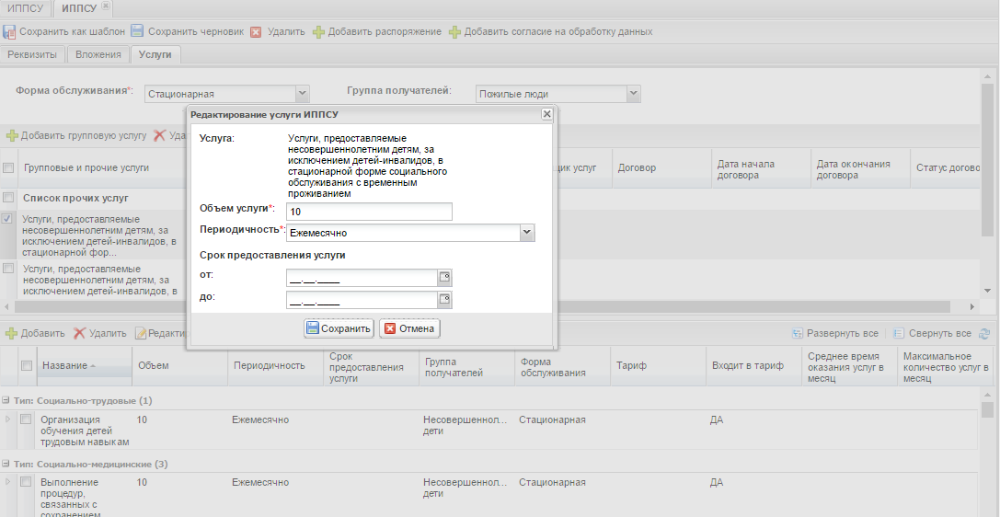 ИППСУ
ИППСУ
Сохранить как шаблон Сохранить черновик Удалить Добавить распоряжение Добавить согласие на обработку данных
Реквизиты Вложения Услуги
Форма обслуживания*: Стационарная Группа получателей: Пожилые люди
Редактирование услуги ИППСУ
Услуга: Услуги, предоставляемые
несовершеннолетним детям, за
исключением детей-инвалидов, в
стационарной форме социального
обслуживания с временным
проживанием
Объем услуги*: 10
Периодичность*: Ежемесячно
Срок предоставления услуги
от: __.__.____
до: __.__.____
Сохранить Отмена
Добавить групповую услугу
Групповые и прочие услуги
услуг
Договор
Дата начала
договора
Дата окончания
договора
Статус догово
Список прочих услуг
Услуги, предоставляемые
несовершеннолетним детям, за
исключением детей-инвалидов, в
стационарной фор...
Услуги, предоставляемые
несовершеннолетним детям, за
исключением детей-инвалидов, в
Добавить Удалить Редакти
Развернуть все Свернуть все
Название
Объем
Периодичность
Срок
предоставления
услуги
Группа
получателей
Форма
обслуживания
Тариф
Входит в тариф
Среднее время
оказания услуг в
месяц
Максимальное
количество услуг в
месяц
Тип: Социально-трудовые (1)
Организация
обучения детей
трудовым навыкам
10
Ежемесячно
Несовершеннол...
дети
Стационарная
ДА
Тип: Социально-медицинские (3)
Выполнение
процедур,
связанных с
сохранением
10
Ежемесячно
Несовершеннол...
дети
Стационарная
ДА